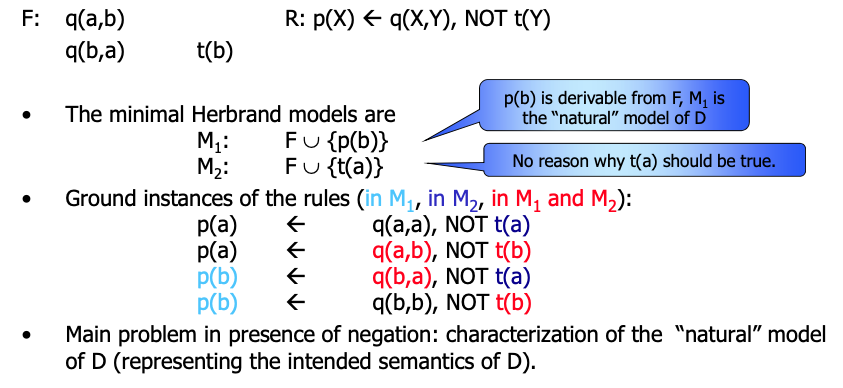 F: q(a,b) R: p(X) ← q(X,Y), NOT t(Y)
q(b,a) t(b)
• The minimal Herbrand models are
M₁: F ∪ {p(b)}
M₂: F ∪ {t(a)}
p(b) is derivable from F, M₁ is
the “natural” model of D
No reason why t(a) should be true.
• Ground instances of the rules (in M₁, in M₂, in M₁ and M₂):
p(a) ← q(a,a), NOT t(a)
p(a) ← q(a,b), NOT t(b)
p(b) ← q(b,a), NOT t(a)
p(b) ← q(b,b), NOT t(b)
• Main problem in presence of negation: characterization of the “natural” model
of D (representing the intended semantics of D).